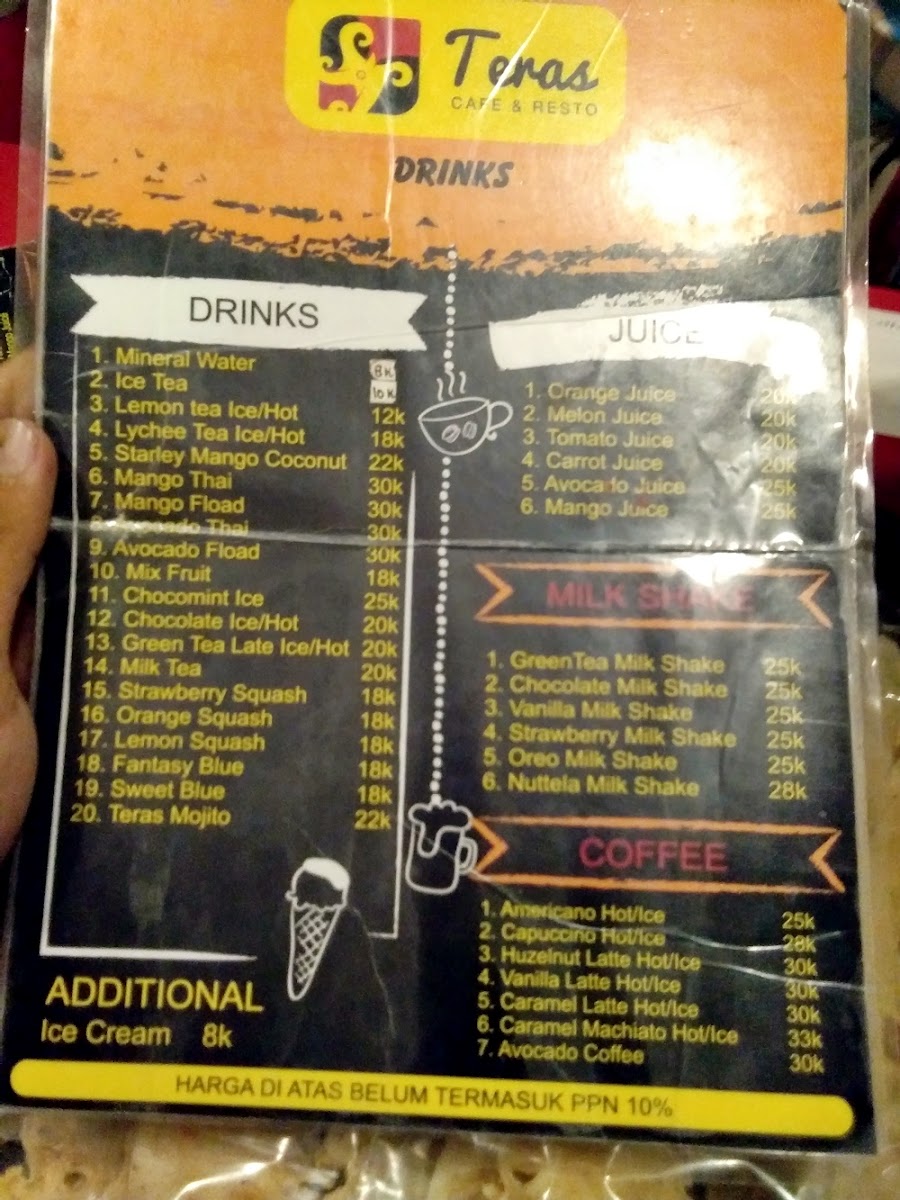 Teras
CAFE & RESTO
DRINKS
DRINKS
1. Mineral Water 8K
2. Ice Tea 10K
3. Lemon tea Ice/Hot 12k
4. Lychee Tea Ice/Hot 18k
5. Starley Mango Coconut 22k
6. Mango Thai 30k
7. Mango Fload 30k
8. Avocado Thai 30k
9. Avocado Fload 30k
10. Mix Fruit 18k
11. Chocomint Ice 25k
12. Chocolate Ice/Hot 20k
13. Green Tea Late Ice/Hot 20k
14. Milk Tea 20k
15. Strawberry Squash 18k
16. Orange Squash 18k
17. Lemon Squash 18k
18. Fantasy Blue 18k
19. Sweet Blue 18k
20. Teras Mojito 22k
ADDITIONAL
Ice Cream 8k
JUICE
1. Orange Juice 20k
2. Melon Juice 20k
3. Tomato Juice 20k
4. Carrot Juice 20k
5. Avocado Juice 25k
6. Mango Juice 25k
MILK SHAKE
1. GreenTea Milk Shake 25k
2. Chocolate Milk Shake 25k
3. Vanilla Milk Shake 25k
4. Strawberry Milk Shake 25k
5. Oreo Milk Shake 25k
6. Nuttela Milk Shake 28k
COFFEE
1. Americano Hot/Ice 25k
2. Capuccino Hot/Ice 28k
3. Huzelnut Latte Hot/Ice 30k
4. Vanilla Latte Hot/Ice 30k
5. Caramel Latte Hot/Ice 30k
6. Caramel Machiato Hot/Ice 33k
7. Avocado Coffee 30k
HARGA DI ATAS BELUM TERMASUK PPN 10%